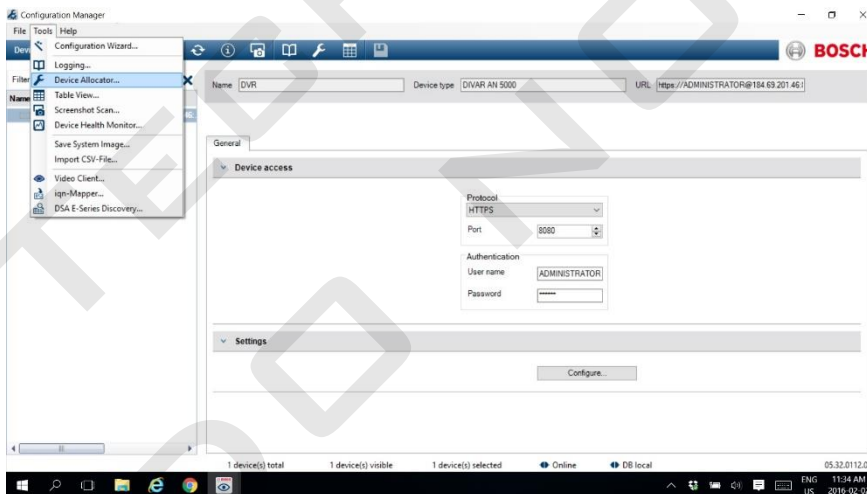 Configuration Manager
File Tools Help
BOSCH
Configuration Wizard...
Logging...
Device Allocator...
Table View...
Screenshot Scan...
Device Health Monitor...
Save System Image...
Import CSV-File...
Video Client...
iqn-Mapper...
DSA E-Series Discovery...
Filter
Name DVR Device type DIVAR AN 5000 URL https://ADMINISTRATOR@184.69.201.46:
Name
General
Device access
Protocol
HTTPS
Port 8080
Authentication
User name ADMINISTRATOR
Password ******
Settings
Configure...
1 device(s) total 1 device(s) visible 1 device(s) selected Online DB local 05.32.0112.0
ENG 11:34 AM
US 2016-02-0